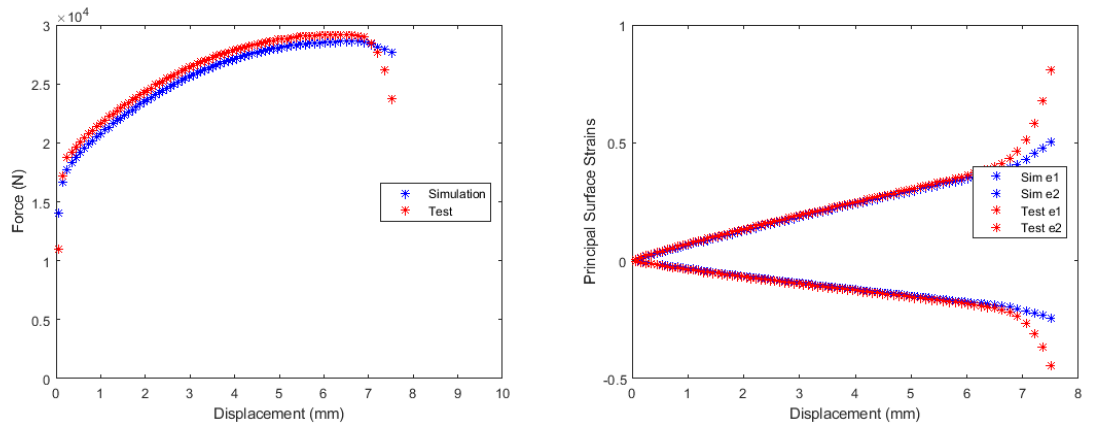 ×10⁴
3
2.5
2
1.5
1
0.5
0
Force (N)
Simulation
Test
0 1 2 3 4 5 6 7 8 9 10
Displacement (mm)
1
0.5
0
-0.5
Principal Surface Strains
Sim e1
Sim e2
Test e1
Test e2
0 1 2 3 4 5 6 7 8
Displacement (mm)